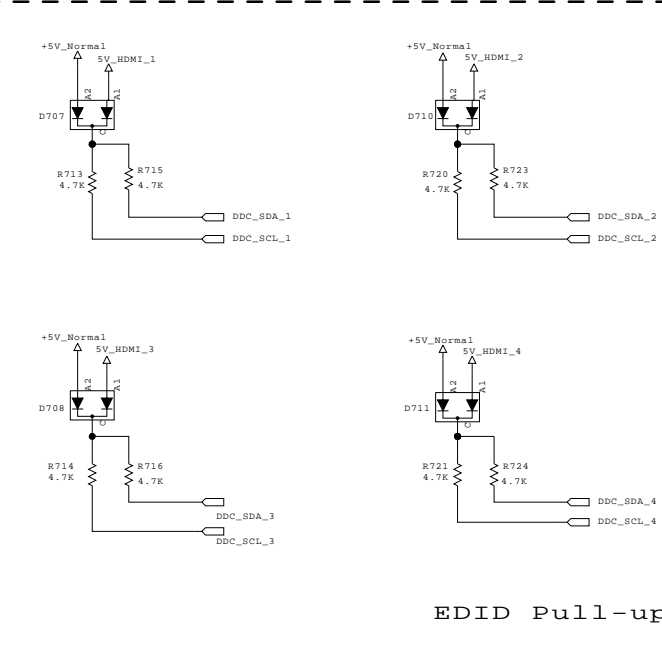 +5V_Normal
5V_HDMI_1
A2
A1
D707
C
R713
4.7K
R715
4.7K
DDC_SDA_1
DDC_SCL_1
+5V_Normal
5V_HDMI_2
A2
A1
D710
C
R720
4.7K
R723
4.7K
DDC_SDA_2
DDC_SCL_2
+5V_Normal
5V_HDMI_3
A2
A1
D708
C
R714
4.7K
R716
4.7K
DDC_SDA_3
DDC_SCL_3
+5V_Normal
5V_HDMI_4
A2
A1
D711
C
R721
4.7K
R724
4.7K
DDC_SDA_4
DDC_SCL_4
EDID Pull-up